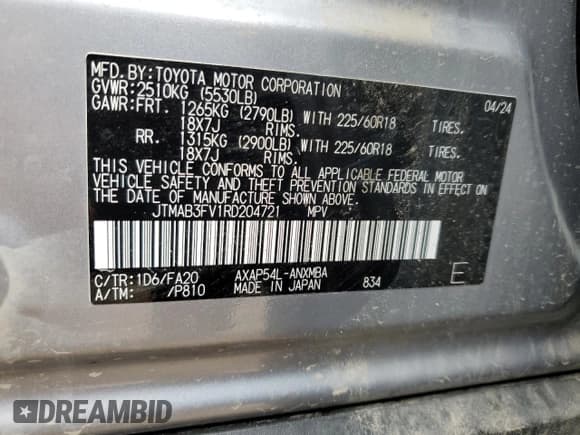 MFD.BY:TOYOTA MOTOR CORPORATION 04/24
GVWR:2510KG (5530LB)
GAWR:FRT. 1265KG (2790LB) WITH 225/60R18 TIRES.
18X7J RIMS.
RR. 1315KG (2900LB) WITH 225/60R18 TIRES.
18X7J RIMS.
THIS VEHICLE CONFORMS TO ALL APPLICABLE FEDERAL MOTOR
VEHICLE SAFETY AND THEFT PREVENTION STANDARDS IN EFFECT ON
THE DATE OF MANUFACTURE SHOWN ABOVE.
JTMAB3FV1RD204721 MPV
C/TR:1D6/FA20 AXAP54L-ANXMBA E
A/TM: /P810 MADE IN JAPAN 834
DREAMBID